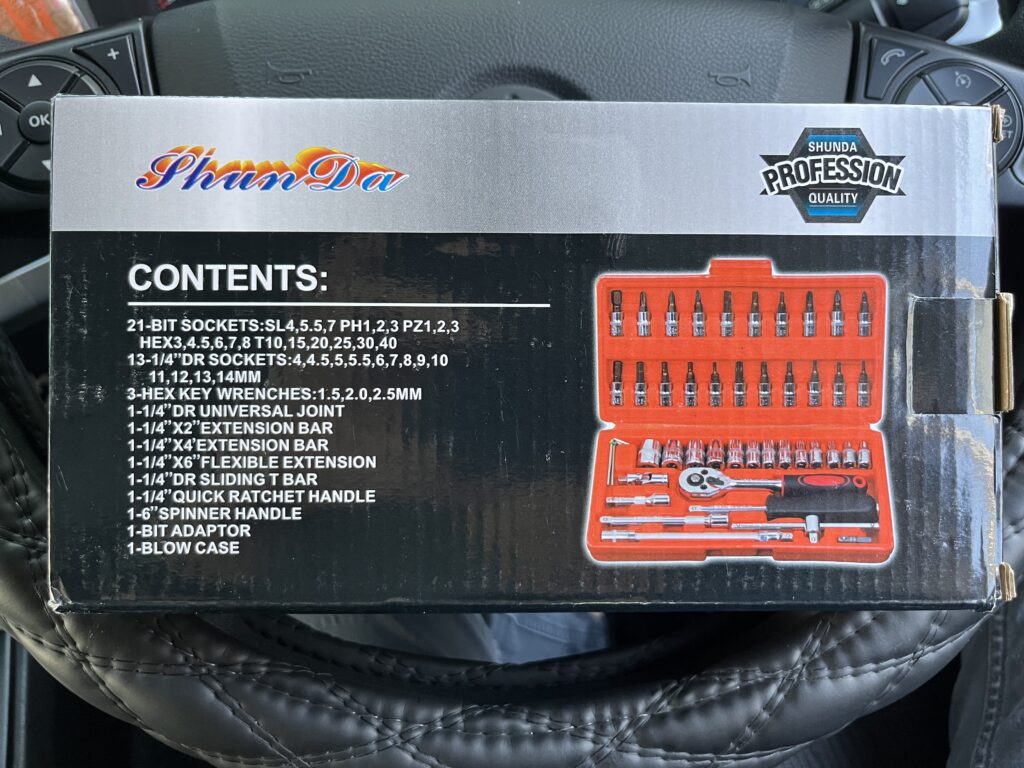 +
OK
ShunDa
SHUNDA
PROFESSION
QUALITY
CONTENTS:
21-BIT SOCKETS:SL4,5.5,7 PH1,2,3 PZ1,2,3
HEX3,4.5,6,7,8 T10,15,20,25,30,40
13-1/4”DR SOCKETS:4,4.5,5,5.5,6,7,8,9,10
11,12,13,14MM
3-HEX KEY WRENCHES:1.5,2.0,2.5MM
1-1/4”DR UNIVERSAL JOINT
1-1/4”X2”EXTENSION BAR
1-1/4”X4’EXTENSION BAR
1-1/4”X6”FLEXIBLE EXTENSION
1-1/4”DR SLIDING T BAR
1-1/4”QUICK RATCHET HANDLE
1-6”SPINNER HANDLE
1-BIT ADAPTOR
1-BLOW CASE